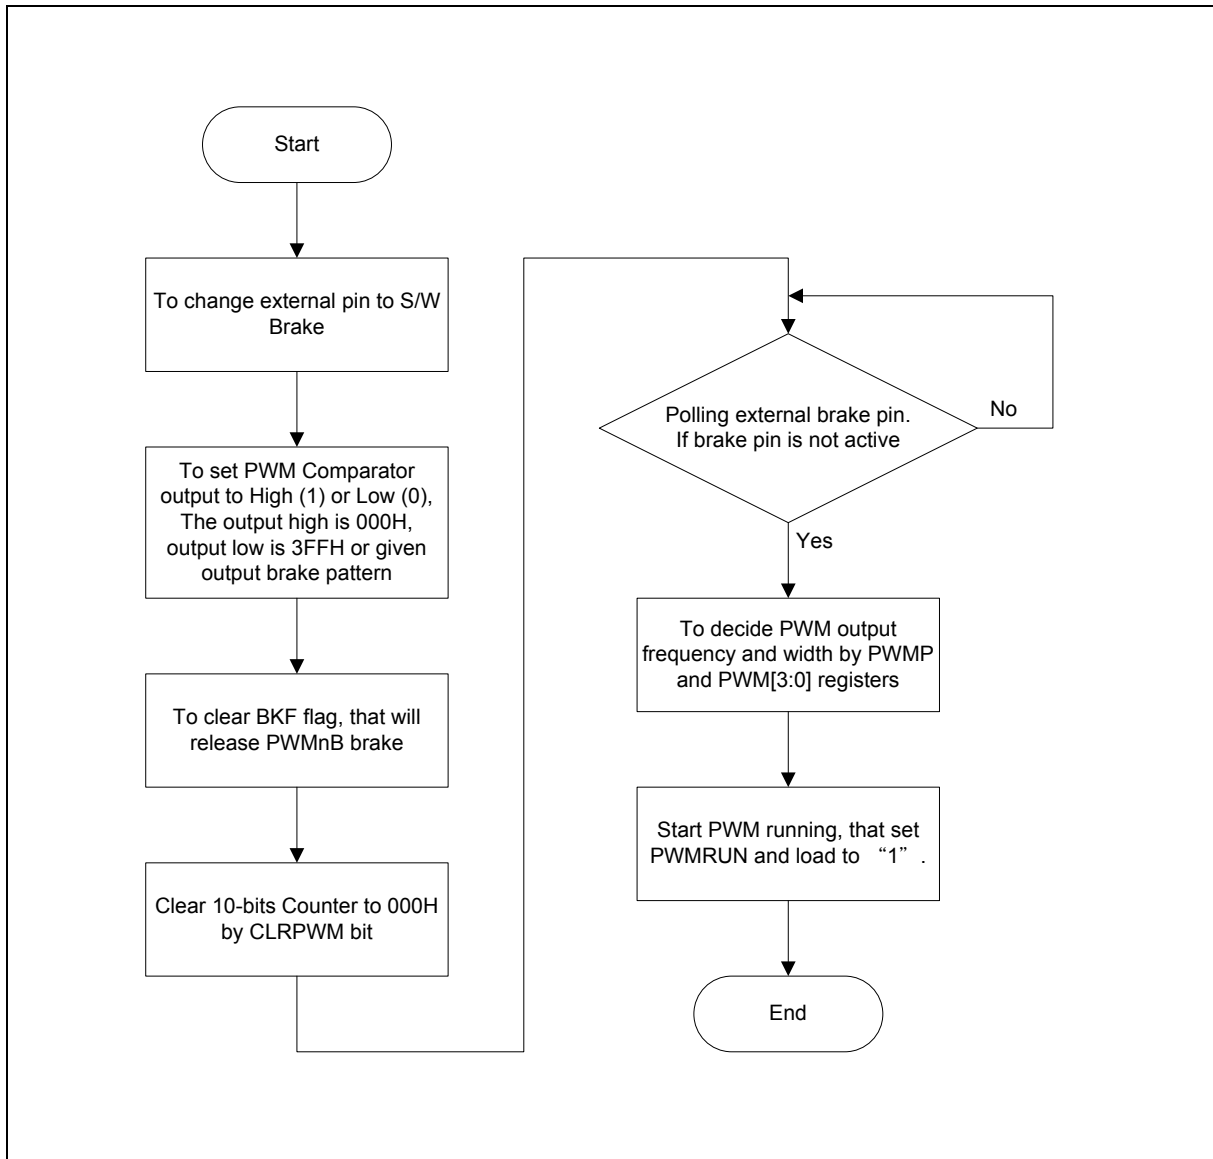 Start
To change external pin to S/W
Brake
To set PWM Comparator
output to High (1) or Low (0),
The output high is 000H,
output low is 3FFH or given
output brake pattern
To clear BKF flag, that will
release PWMnB brake
Clear 10-bits Counter to 000H
by CLRPWM bit
Polling external brake pin.
If brake pin is not active
No
Yes
To decide PWM output
frequency and width by PWMP
and PWM[3:0] registers
Start PWM running, that set
PWMRUN and load to “1”.
End